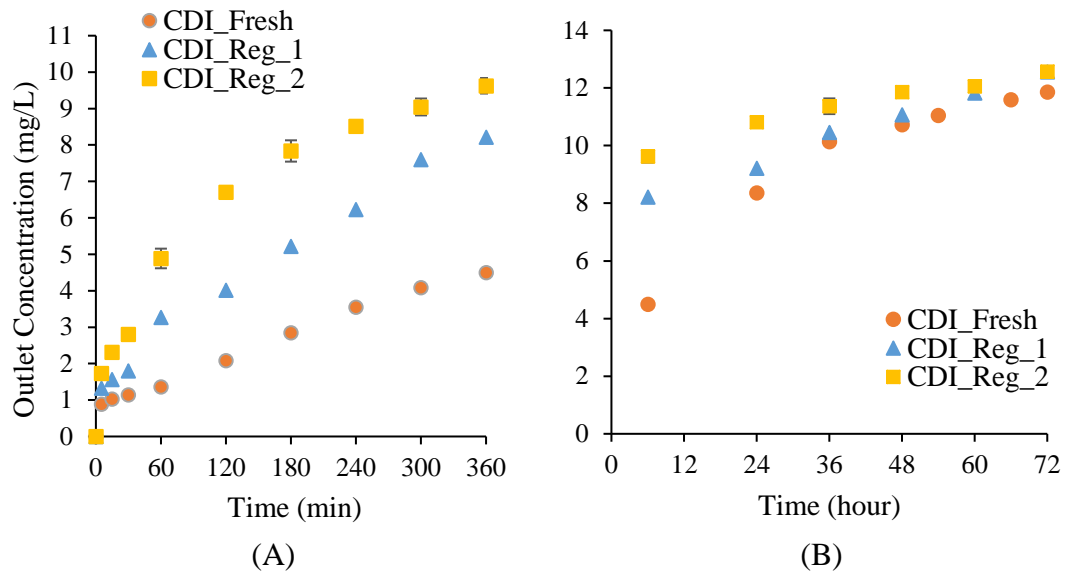 CDI_Fresh
CDI_Reg_1
CDI_Reg_2
11
10
9
8
7
6
5
4
3
2
1
0
Outlet Concentration (mg/L)
0 60 120 180 240 300 360
Time (min)
(A)
14
12
10
8
6
4
2
0
CDI_Fresh
CDI_Reg_1
CDI_Reg_2
0 12 24 36 48 60 72
Time (hour)
(B)